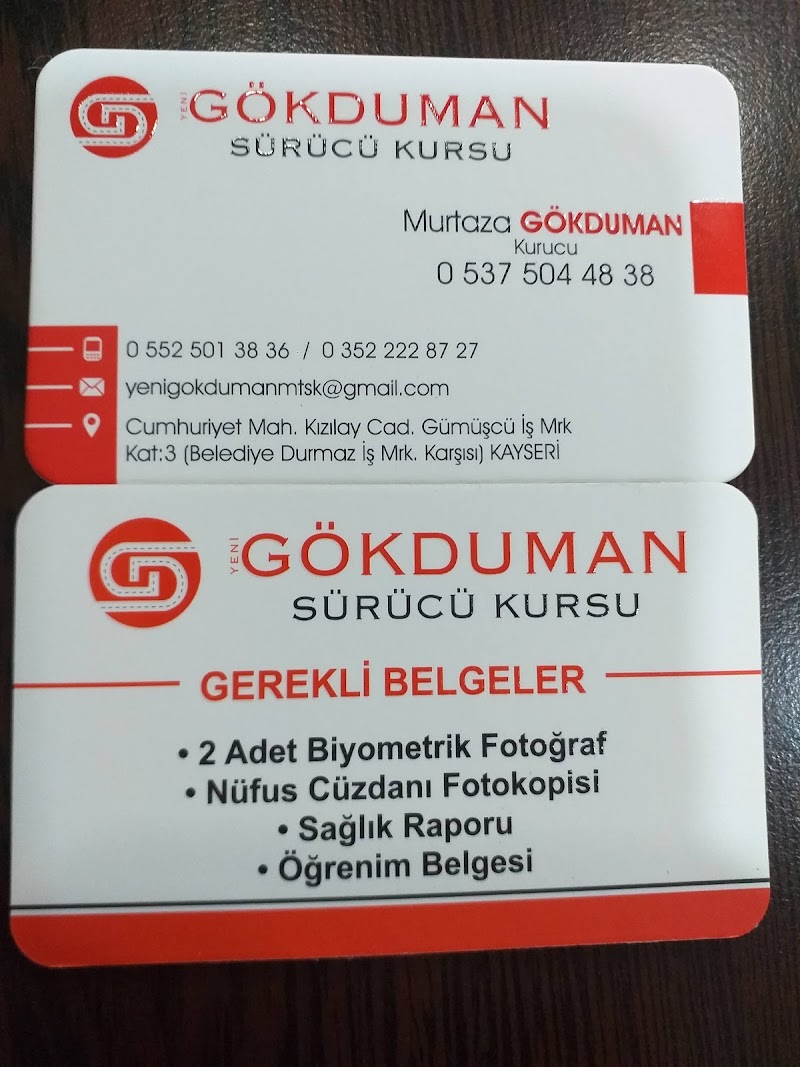 YENİ GÖKDUMAN
SÜRÜCÜ KURSU
Murtaza GÖKDUMAN
Kurucu
0 537 504 48 38
0 552 501 38 36 / 0 352 222 87 27
yenigokdumanmtsk@gmail.com
Cumhuriyet Mah. Kızılay Cad. Gümüşcü İş Mrk
Kat:3 (Belediye Durmaz İş Mrk. Karşısı) KAYSERİ
YENİ GÖKDUMAN
SÜRÜCÜ KURSU
GEREKLİ BELGELER
• 2 Adet Biyometrik Fotoğraf
• Nüfus Cüzdanı Fotokopisi
• Sağlık Raporu
• Öğrenim Belgesi